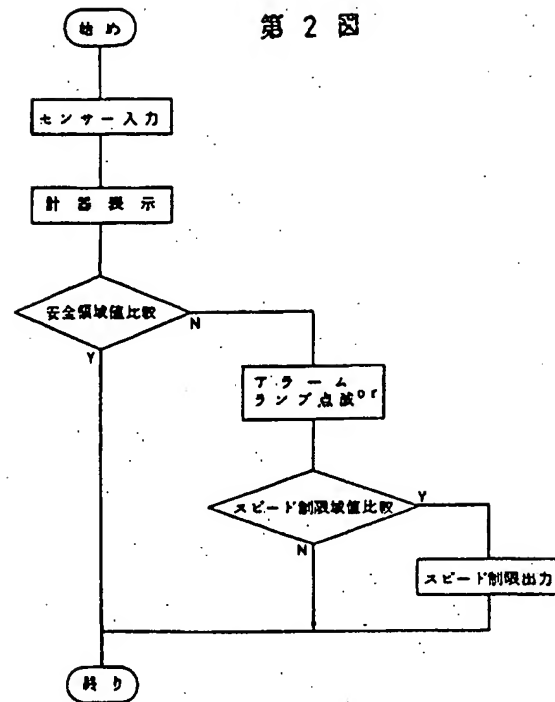 第2図
始め
センサー入力
計器表示
安全領域値比較
N
Y
アラーム or
ランプ点滅
スピード制限域値比較
Y
N
スピード制限出力
終り